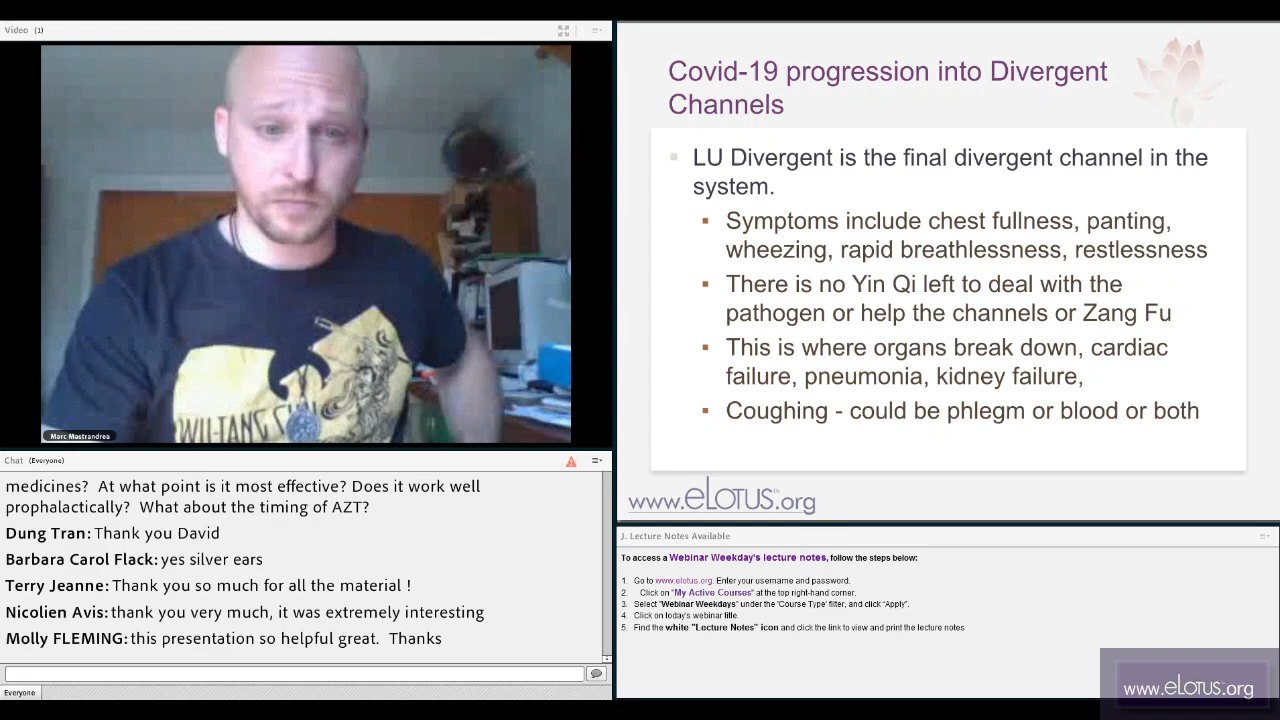 Video (1)
Marc Mastrandrea
WU-TANG
Chat (Everyone)
medicines? At what point is it most effective? Does it work well
prophalactically? What about the timing of AZT?
Dung Tran: Thank you David
Barbara Carol Flack: yes silver ears
Terry Jeanne: Thank you so much for all the material !
Nicolien Avis: thank you very much, it was extremely interesting
Molly FLEMING: this presentation so helpful great. Thanks
Everyone
Covid-19 progression into Divergent
Channels
LU Divergent is the final divergent channel in the
system.
Symptoms include chest fullness, panting,
wheezing, rapid breathlessness, restlessness
There is no Yin Qi left to deal with the
pathogen or help the channels or Zang Fu
This is where organs break down, cardiac
failure, pneumonia, kidney failure,
Coughing - could be phlegm or blood or both
www.eLOTUS.org
J. Lecture Notes Available
To access a Webinar Weekday's lecture notes, follow the steps below:
1. Go to www.elotus.org. Enter your username and password.
2. Click on "My Active Courses" at the top right-hand corner.
3. Select "Webinar Weekdays" under the 'Course Type' filter, and click "Apply".
4. Click on today's webinar title.
5. Find the white "Lecture Notes" icon and click the link to view and print the lecture notes
www.eLOTUS.org